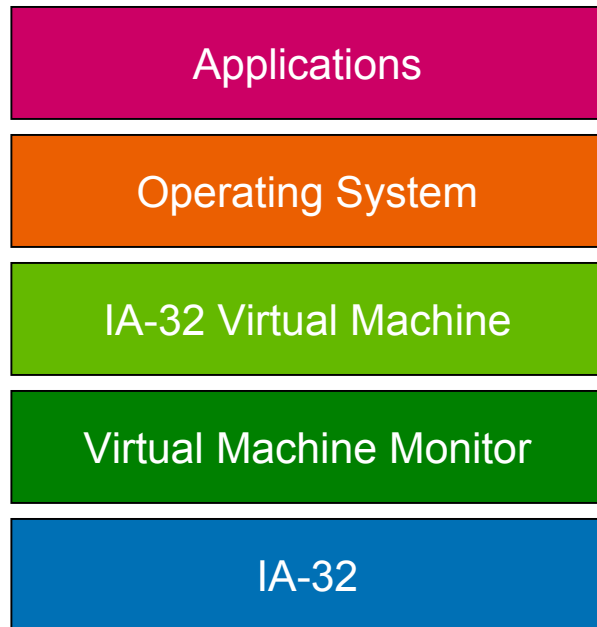 Applications
Operating System
IA-32 Virtual Machine
Virtual Machine Monitor
IA-32